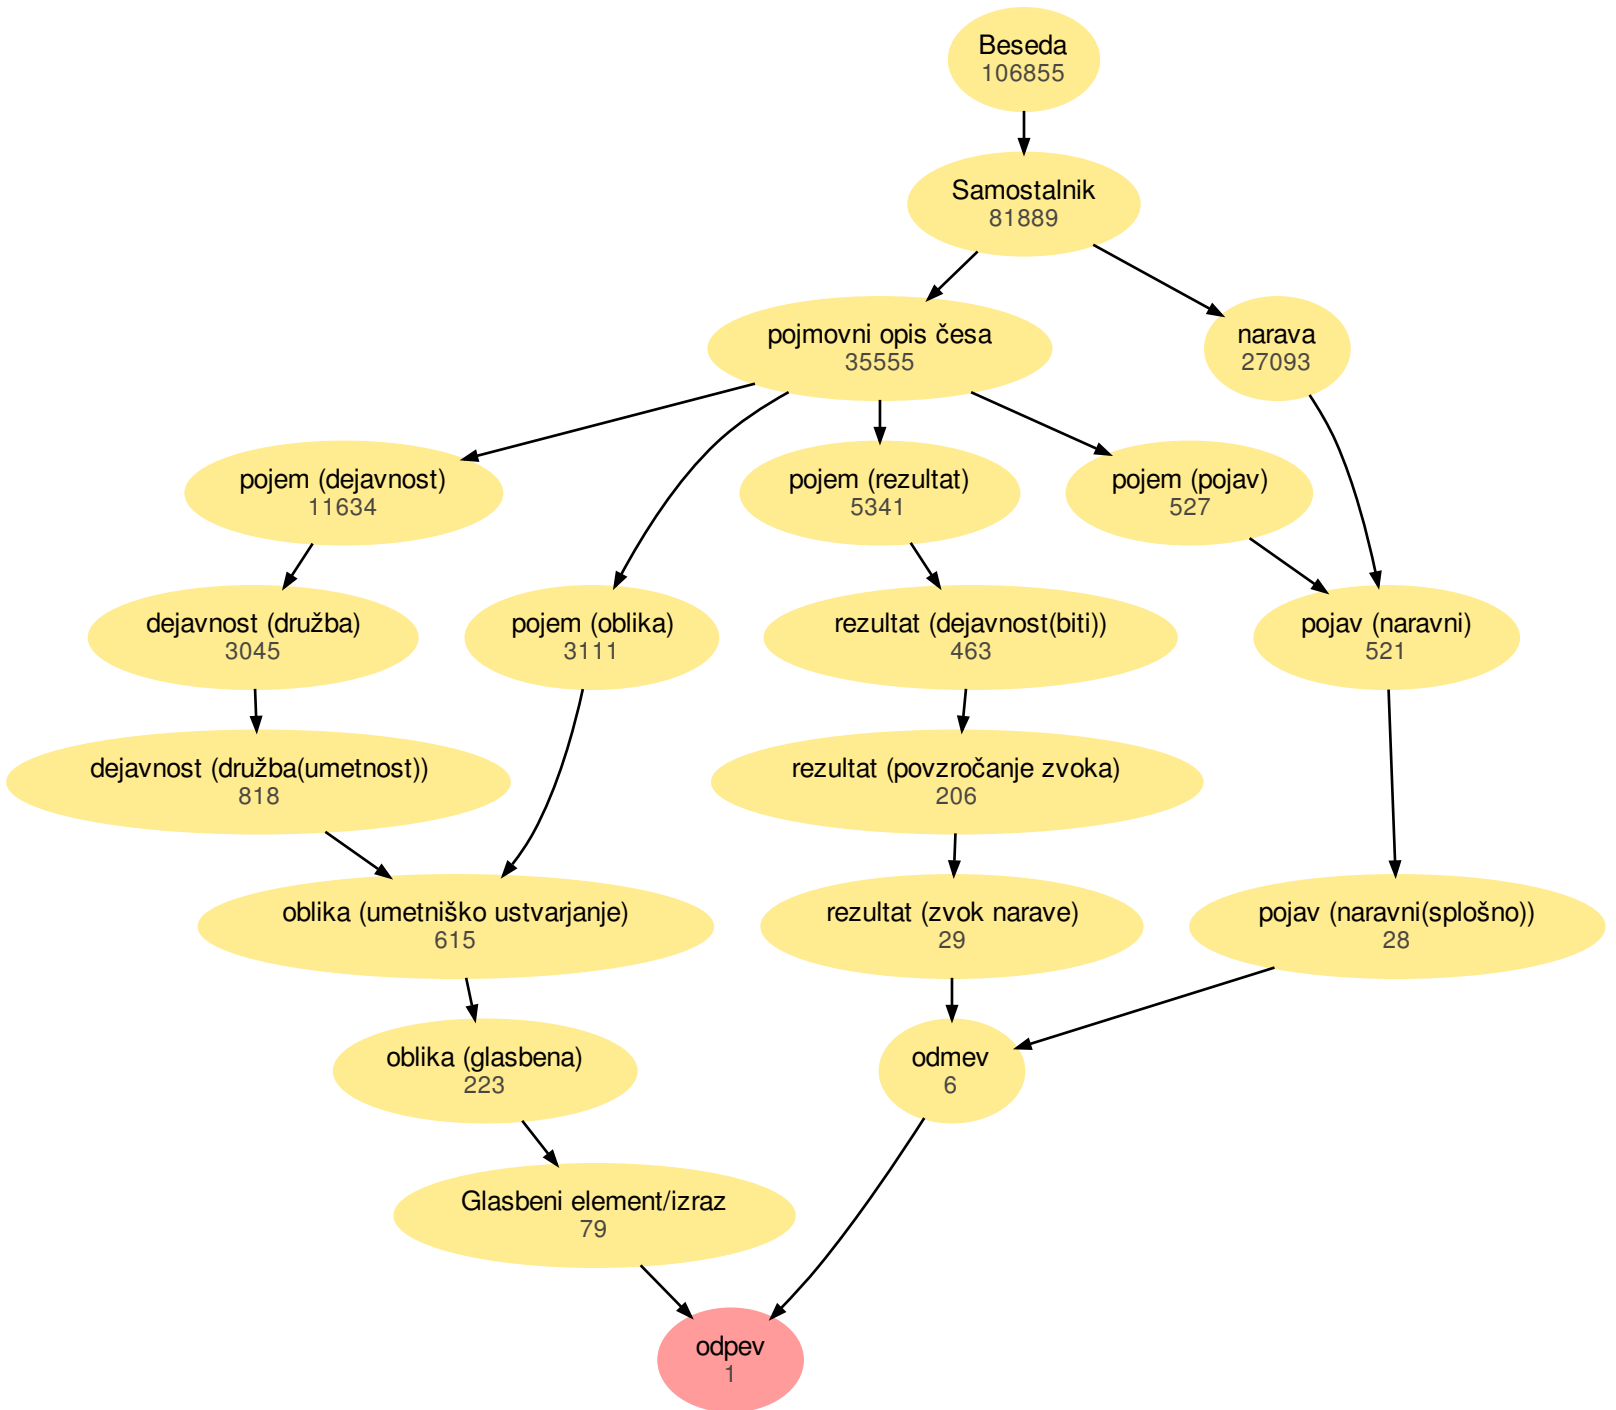 Beseda
106855
Samostalnik
81889
pojmovni opis česa
35555
narava
27093
pojem (dejavnost)
11634
pojem (rezultat)
5341
pojem (pojav)
527
dejavnost (družba)
3045
pojem (oblika)
3111
rezultat (dejavnost(biti))
463
pojav (naravni)
521
dejavnost (družba(umetnost))
818
rezultat (povzročanje zvoka)
206
oblika (umetniško ustvarjanje)
615
rezultat (zvok narave)
29
pojav (naravni(splošno))
28
oblika (glasbena)
223
odmev
6
Glasbeni element/izraz
79
odpev
1